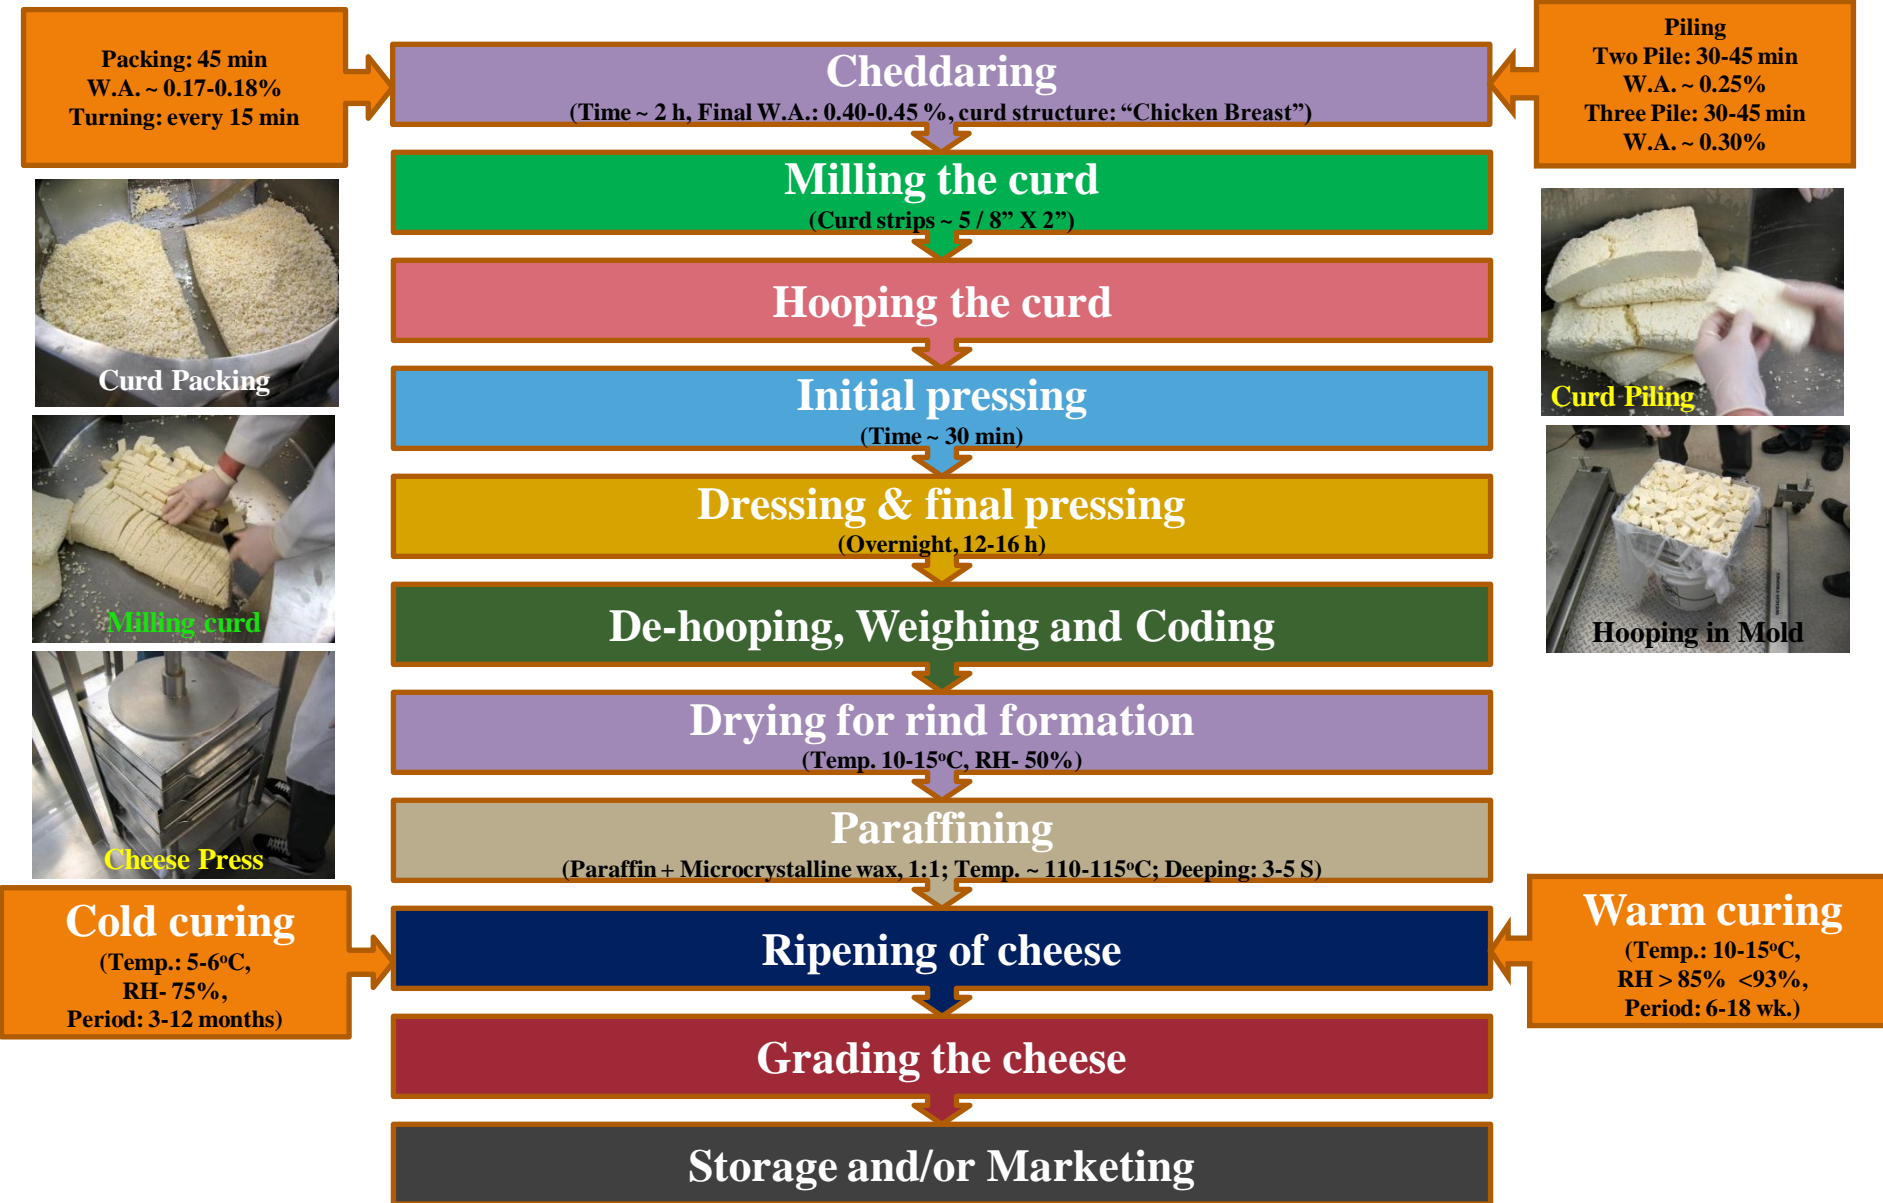 Packing: 45 min
W.A. ~ 0.17-0.18%
Turning: every 15 min
Cheddaring
(Time ~ 2 h, Final W.A.: 0.40-0.45 %, curd structure: “Chicken Breast”)
Piling
Two Pile: 30-45 min
W.A. ~ 0.25%
Three Pile: 30-45 min
W.A. ~ 0.30%
Milling the curd
(Curd strips ~ 5 / 8” X 2”)
Hooping the curd
Curd Packing
Curd Piling
Initial pressing
(Time ~ 30 min)
Dressing & final pressing
(Overnight, 12-16 h)
Milling curd
Hooping in Mold
De-hooping, Weighing and Coding
Drying for rind formation
(Temp. 10-15ºC, RH- 50%)
Cheese Press
Paraffining
(Paraffin + Microcrystalline wax, 1:1; Temp. ~ 110-115ºC; Deeping: 3-5 S)
Cold curing
(Temp.: 5-6ºC,
RH- 75%,
Period: 3-12 months)
Ripening of cheese
Warm curing
(Temp.: 10-15ºC,
RH > 85% <93%,
Period: 6-18 wk.)
Grading the cheese
Storage and/or Marketing